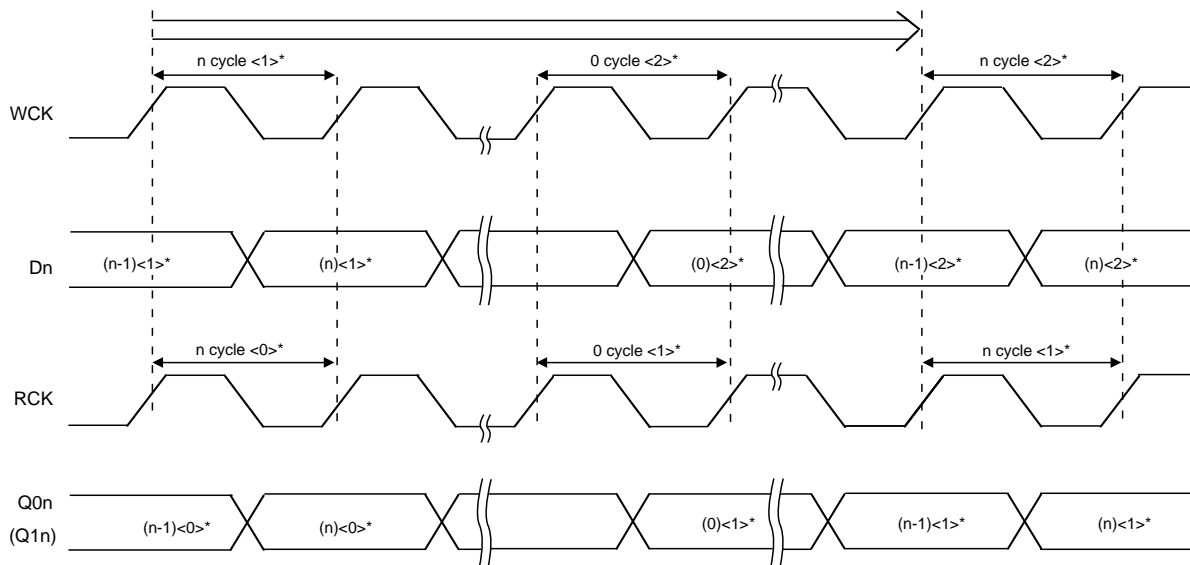 n cycle <1>* 0 cycle <2>* n cycle <2>*
WCK
Dn (n-1)<1>* (n)<1>* (0)<2>* (n-1)<2>* (n)<2>*
n cycle <0>* 0 cycle <1>* n cycle <1>*
RCK
Q0n
(Q1n) (n-1)<0>* (n)<0>* (0)<1>* (n-1)<1>* (n)<1>*